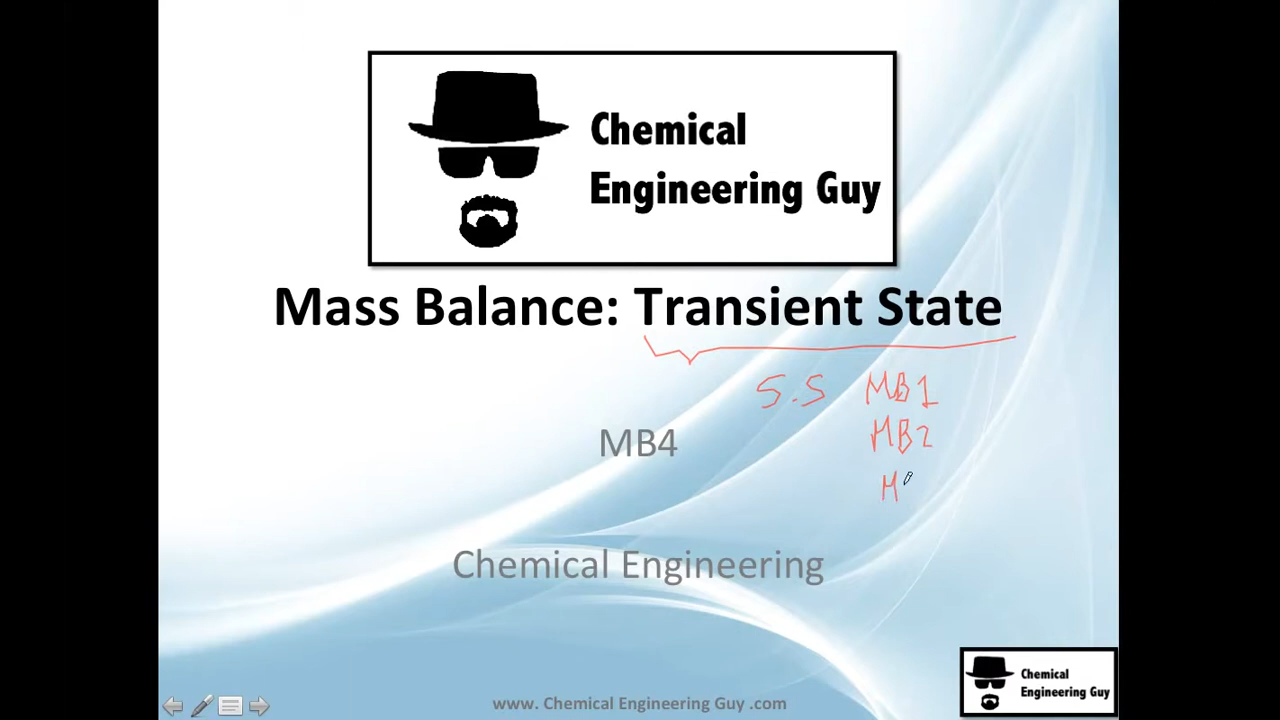 Chemical
Engineering Guy
Mass Balance: Transient State
S.S MB1
MB4
MB2
M
Chemical Engineering
Chemical
Engineering Guy
www. Chemical Engineering Guy .com